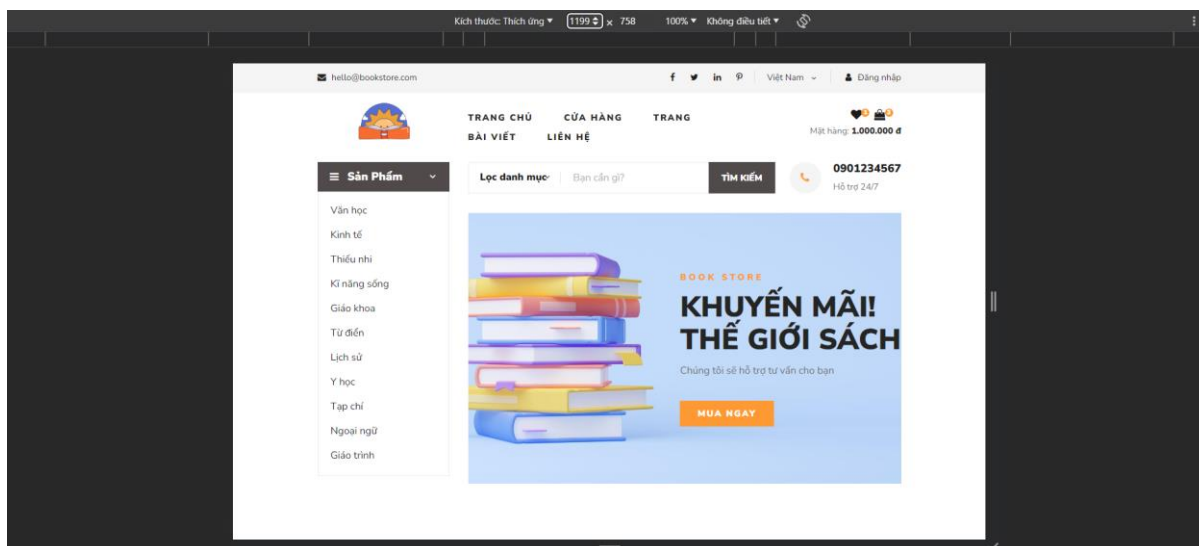 Kích thước: Thích ứng 1199 x 758 100% Không điều tiết
hello@bookstore.com Việt Nam Đăng nhập
TRANG CHỦ CỬA HÀNG TRANG
BÀI VIẾT LIÊN HỆ
Mặt hàng: 1.000.000 đ
Sản Phẩm Lọc danh mục Bạn cần gì? TÌM KIẾM 0901234567
Hỗ trợ 24/7
Văn học
Kinh tế
Thiếu nhi
Kĩ năng sống
Giáo khoa
Từ điển
Lịch sử
Y học
Tạp chí
Ngoại ngữ
Giáo trình
BOOK STORE
KHUYẾN MÃI!
THẾ GIỚI SÁCH
Chúng tôi sẽ hỗ trợ tư vấn cho bạn
MUA NGAY